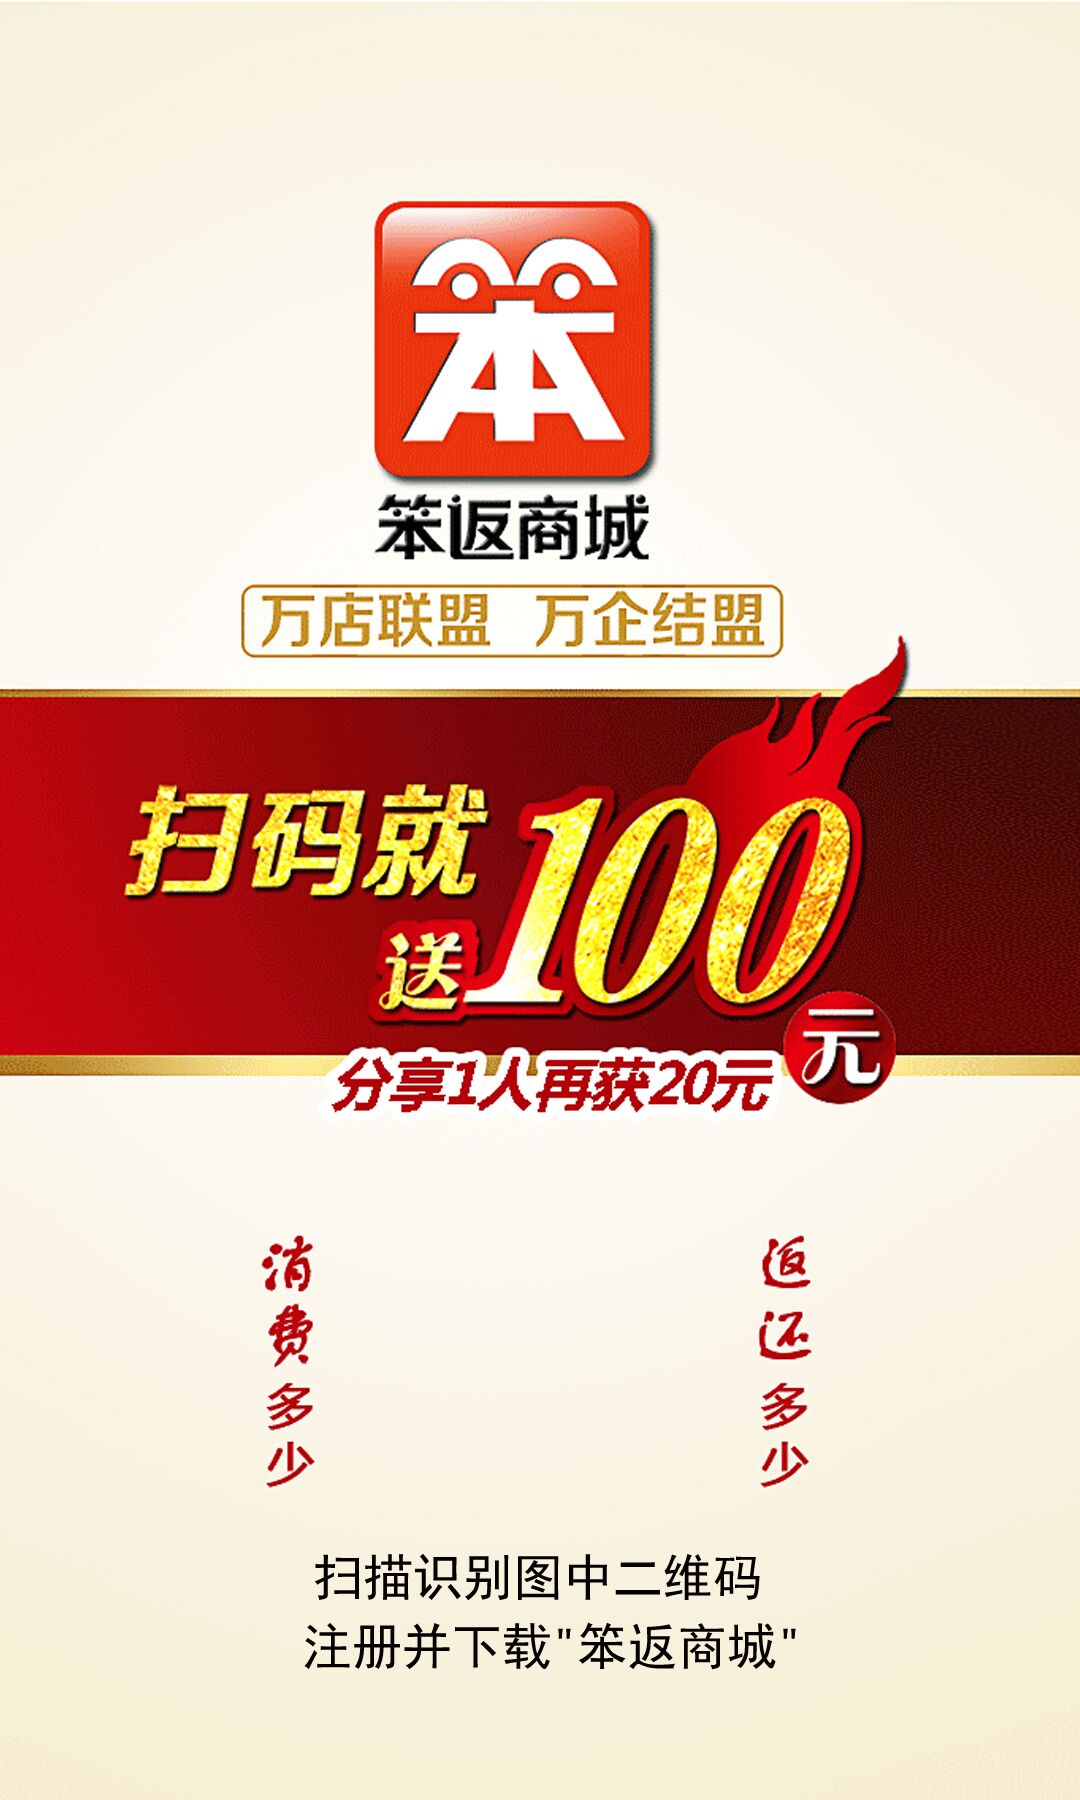 笨
笨返商城
万店联盟 万企结盟
扫码就
送100元
分享1人再获20元
消费多少
返还多少
扫描识别图中二维码
注册并下载"笨返商城"